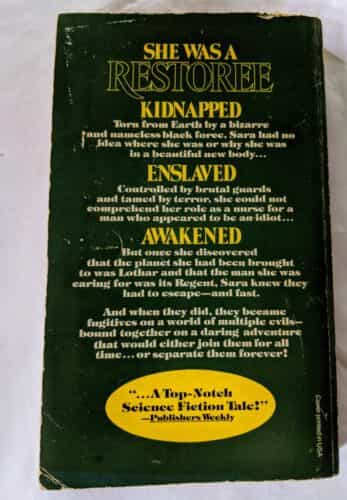 SHE WAS A
RESTOREE
KIDNAPPED
Torn from Earth by a bizarre
and nameless black force, Sara had no
idea where she was or why she was
in a beautiful new body...
ENSLAVED
Controlled by brutal guards
and tamed by terror, she could not
comprehend her role as a nurse for a
man who appeared to be an idiot...
AWAKENED
But once she discovered
that the planet she had been brought
to was Lothar and that the man she was
caring for was its Regent, Sara knew they
had to escape—and fast.
And when they did, they became
fugitives on a world of multiple evils—
bound together on a daring adventure
that would either join them for all
time...or separate them forever!
"...A Top-Notch
Science Fiction Tale!"
—Publishers Weekly
Cover printed in USA